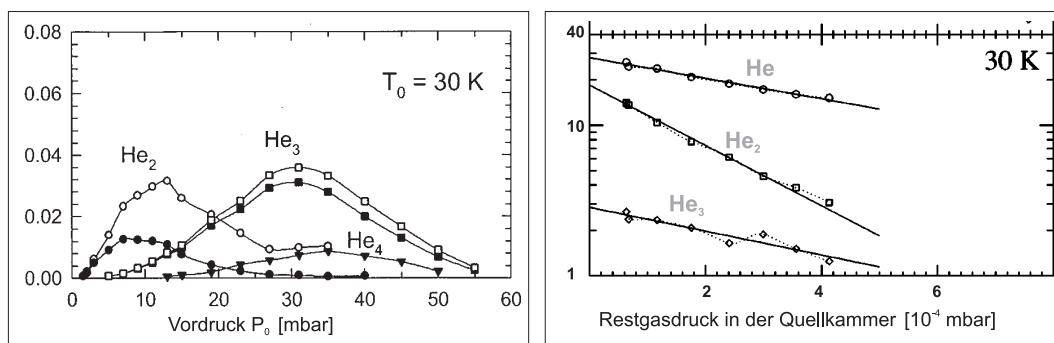 0.08
0.06
0.04
0.02
0.00
T₀ = 30 K
He₂
He₃
He₄
0 10 20 30 40 50 60
Vordruck P₀ [mbar]
40
10
1
30 K
He
He₂
He₃
2 4 6 8
Restgasdruck in der Quellkammer [10⁻⁴ mbar]